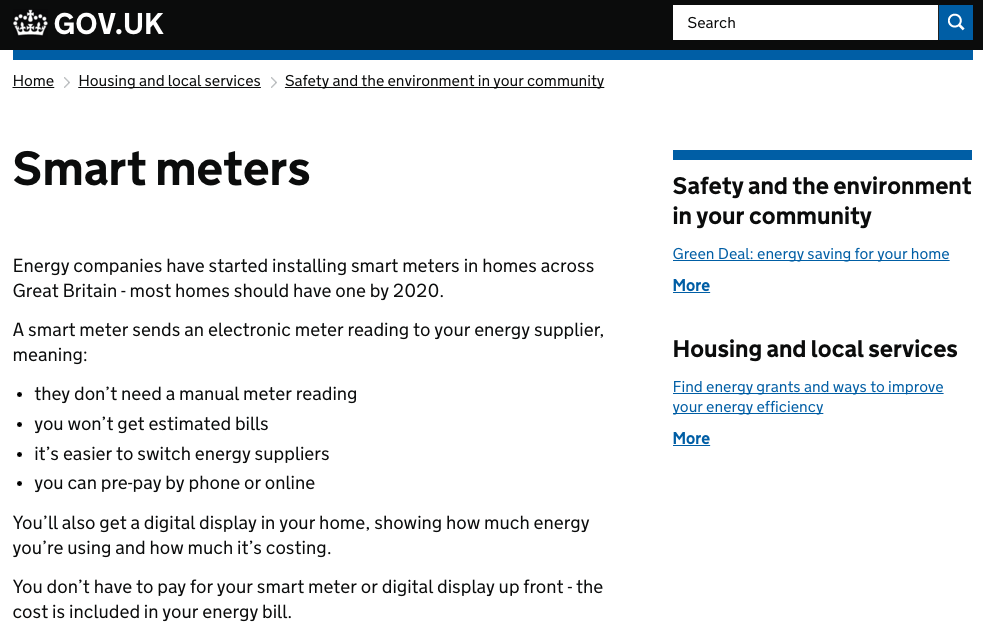 GOV.UK
Search
Home
Housing and local services
Safety and the environment in your community
Smart meters
Energy companies have started installing smart meters in homes across
Great Britain - most homes should have one by 2020.
A smart meter sends an electronic meter reading to your energy supplier,
meaning:
• they don’t need a manual meter reading
• you won’t get estimated bills
• it’s easier to switch energy suppliers
• you can pre-pay by phone or online
You’ll also get a digital display in your home, showing how much energy
you’re using and how much it’s costing.
You don’t have to pay for your smart meter or digital display up front - the
cost is included in your energy bill.
Safety and the environment
in your community
Green Deal: energy saving for your home
More
Housing and local services
Find energy grants and ways to improve
your energy efficiency
More